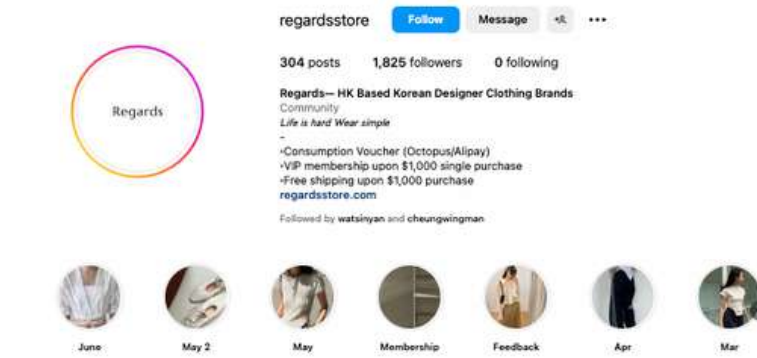 regardsstore Follow Message
304 posts 1,825 followers 0 following
Regards— HK Based Korean Designer Clothing Brands
Community
Life is hard Wear simple
-
◦Consumption Voucher (Octopus/Alipay)
◦VIP membership upon $1,000 single purchase
◦Free shipping upon $1,000 purchase
regardsstore.com
Followed by watsinyan and cheungwingman
Regards
June May 2 May Membership Feedback Apr Mar